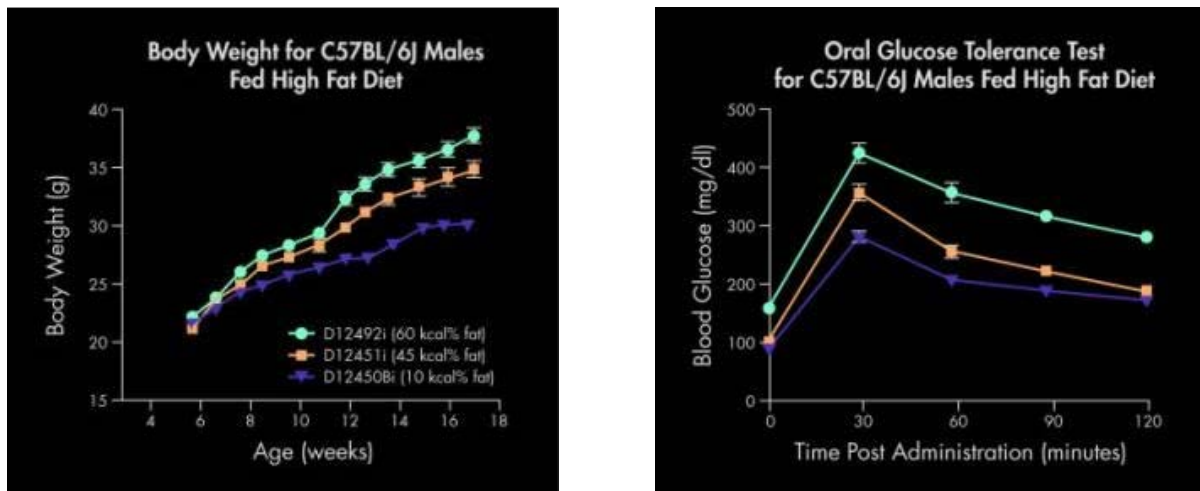 Body Weight for C57BL/6J Males
Fed High Fat Diet
40
35
30
25
20
15
Body Weight (g)
D12492i (60 kcal% fat)
D12451i (45 kcal% fat)
D12450Bi (10 kcal% fat)
4 6 8 10 12 14 16 18
Age (weeks)
Oral Glucose Tolerance Test
for C57BL/6J Males Fed High Fat Diet
500
400
300
200
100
0
Blood Glucose (mg/dl)
0 30 60 90 120
Time Post Administration (minutes)